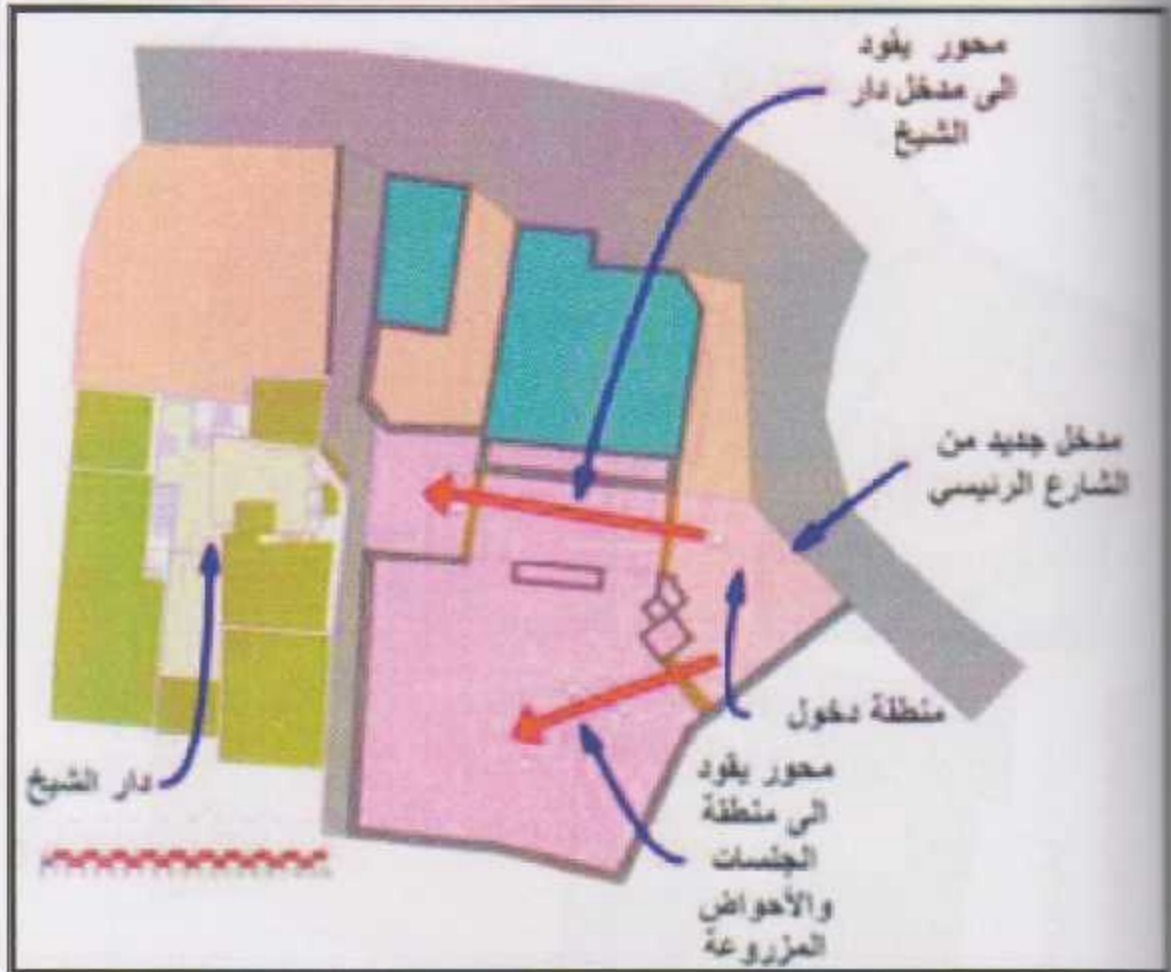 محور يقود
الى مدخل دار
الشيخ
مدخل جديد من
الشارع الرئيسي
منطقة دخول
محور يقود
الى منطقة
الجلسات
والأحواض
المزروعة
دار الشيخ